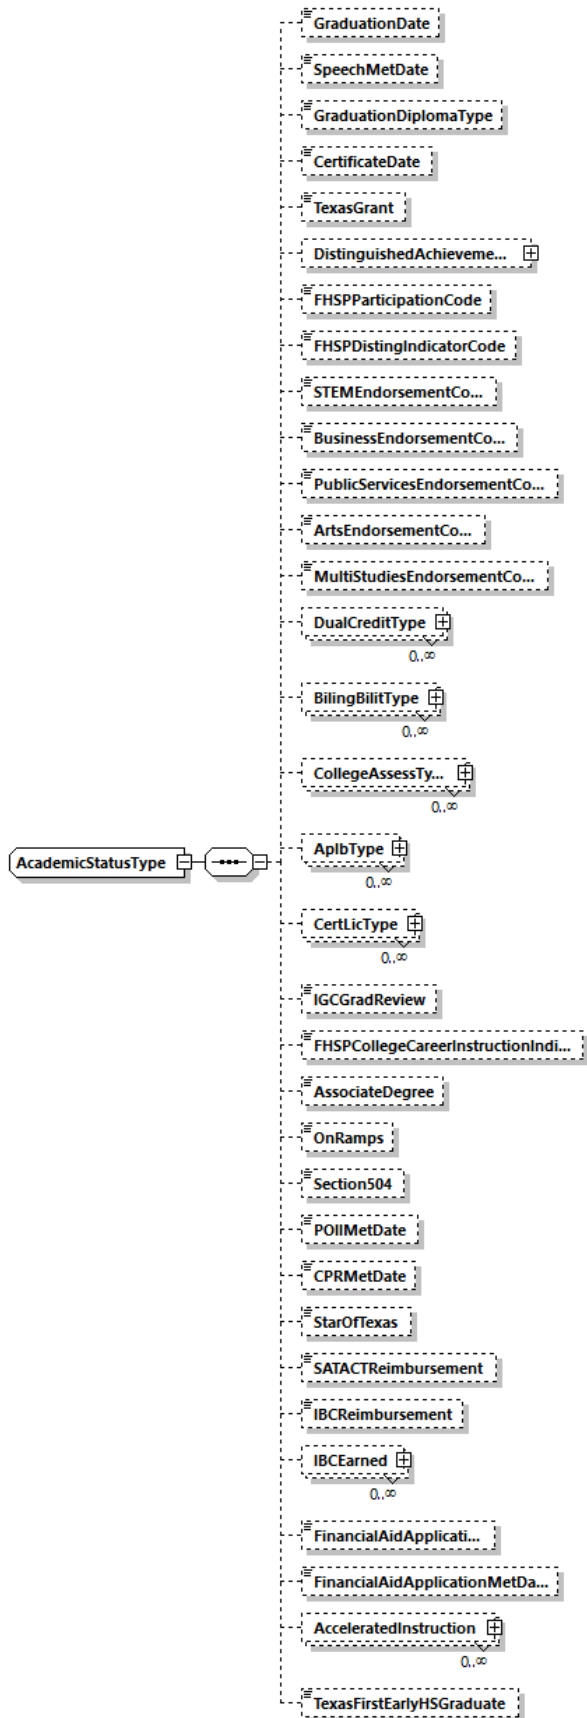 GraduationDate
SpeechMetDate
GraduationDiplomaType
CertificateDate
TexasGrant
DistinguishedAchieveme...
FHSPParticipationCode
FHSPDistingIndicatorCode
STEMEndorsementCo...
BusinessEndorsementCo...
PublicServicesEndorsementCo...
ArtsEndorsementCo...
MultiStudiesEndorsementCo...
DualCreditType
0..∞
BilingBilitType
0..∞
CollegeAssessTy...
0..∞
AcademicStatusType
ApIbType
0..∞
CertLicType
0..∞
IGCGradReview
FHSPCollegeCareerInstructionIndi...
AssociateDegree
OnRamps
Section504
POIIMetDate
CPRMetDate
StarOfTexas
SATACTReimbursement
IBCReimbursement
IBCEarned
0..∞
FinancialAidApplicati...
FinancialAidApplicationMetDa...
AcceleratedInstruction
0..∞
TexasFirstEarlyHSGraduate